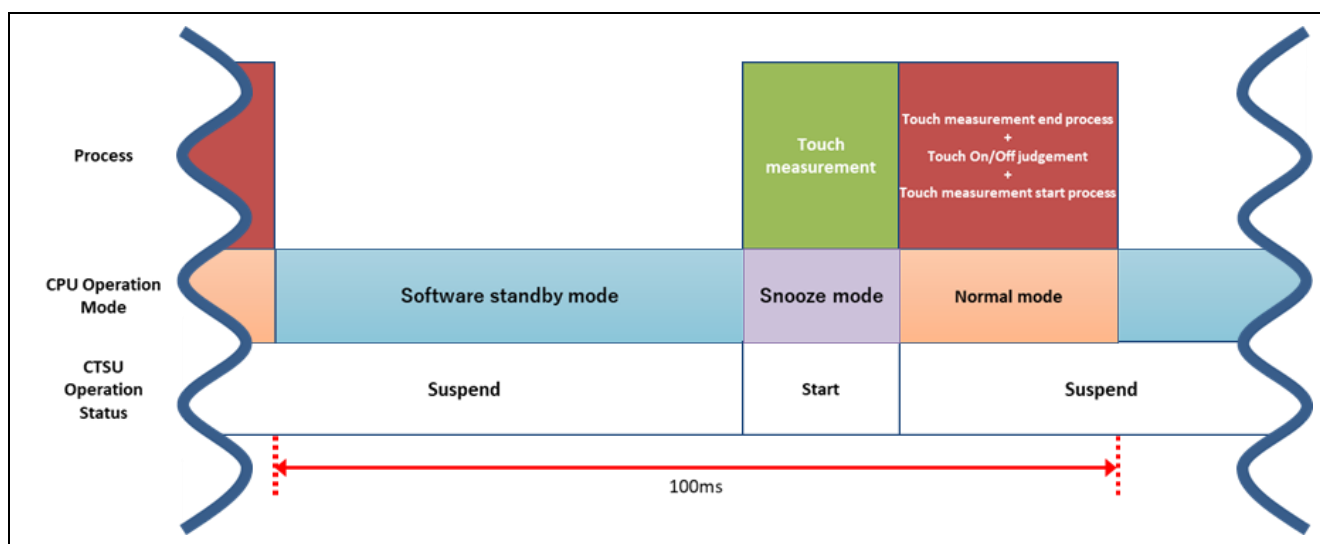 Process
Touch
measurement
Touch measurement end process
+
Touch On/Off judgement
+
Touch measurement start process
CPU Operation
Mode
Software standby mode
Snooze mode
Normal mode
CTSU
Operation
Status
Suspend
Start
Suspend
100ms